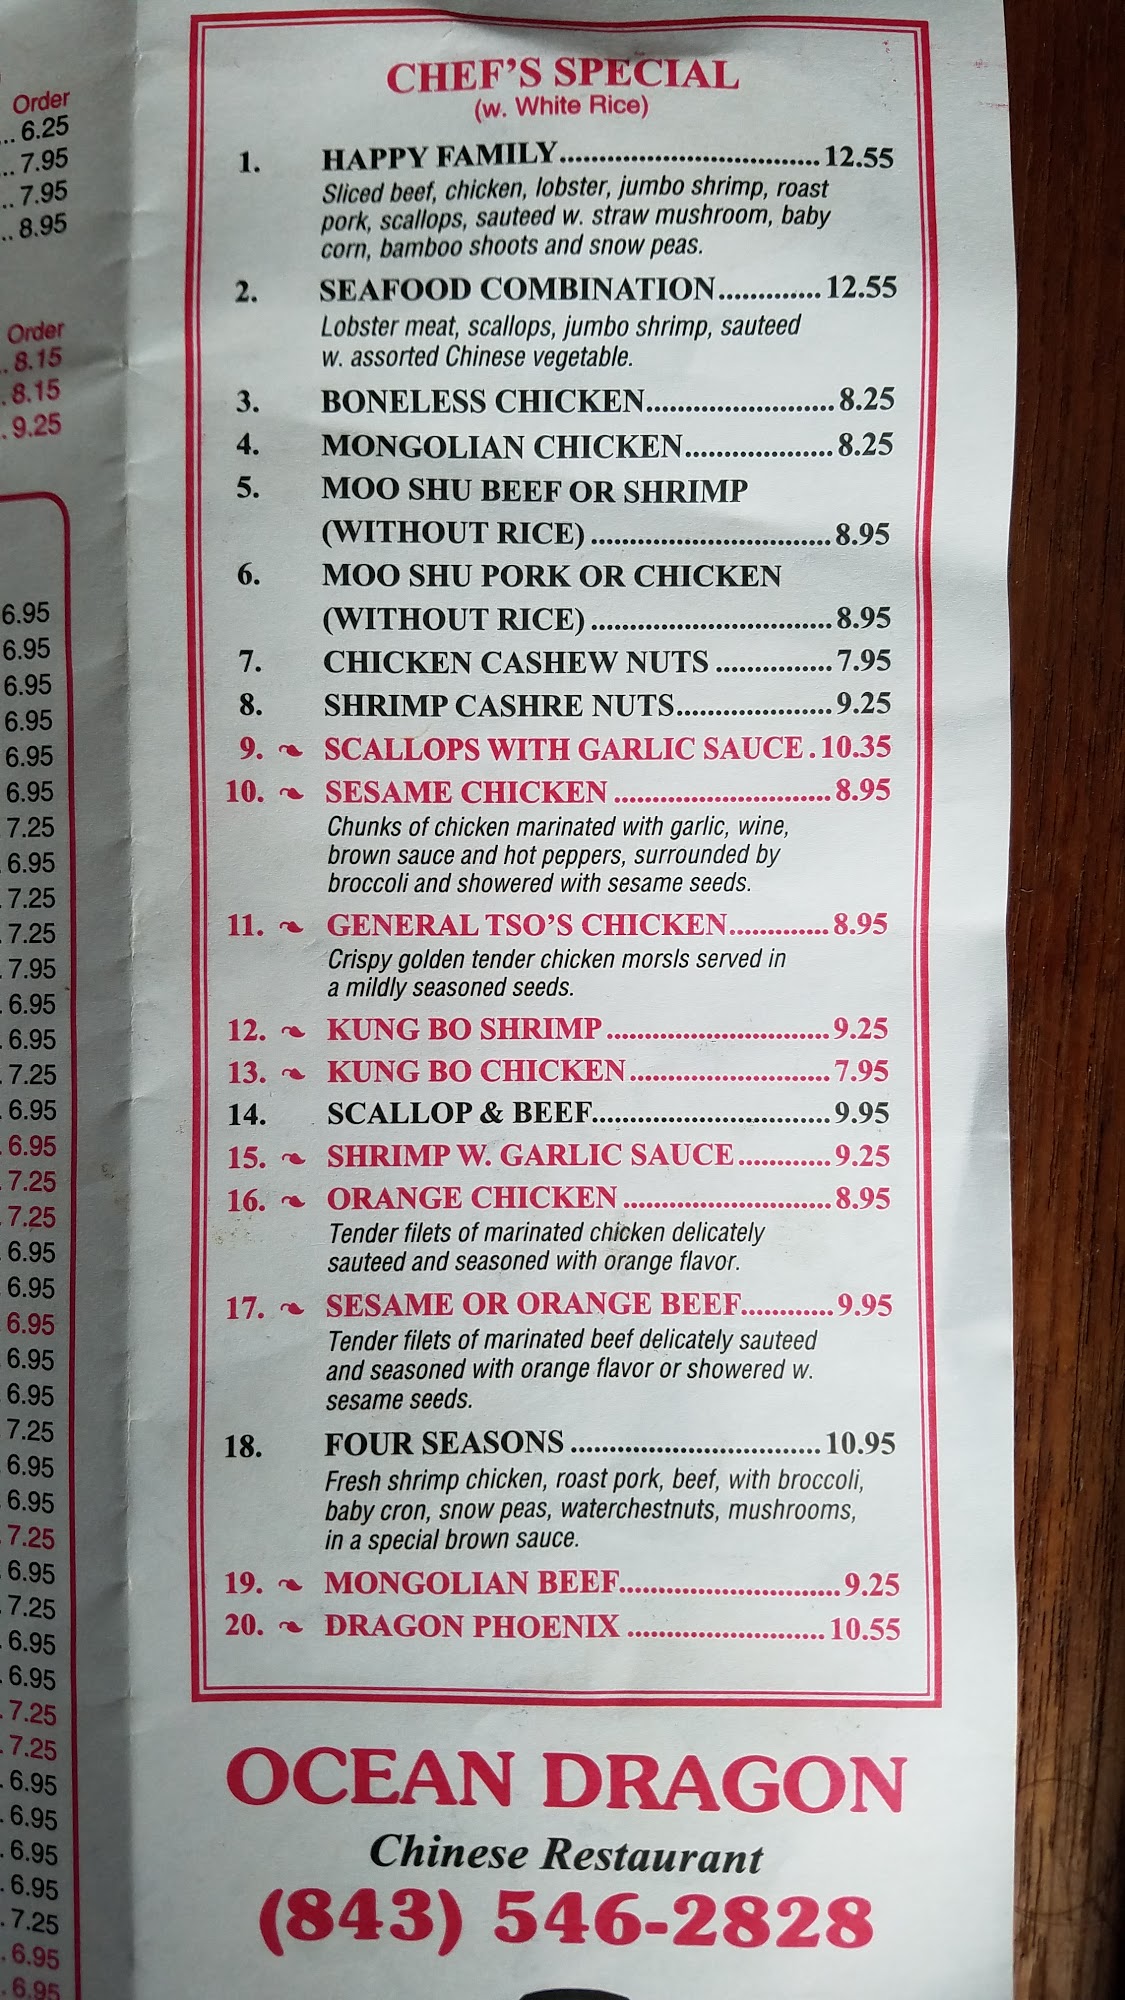 Order
... 6.25
... 7.95
.. 7.95
.. 8.95
Order
. 8.15
. 8.15
. 9.25
6.95
6.95
6.95
6.95
6.95
6.95
7.25
6.95
7.25
7.25
7.95
6.95
6.95
7.25
6.95
6.95
7.25
7.25
6.95
6.95
6.95
6.95
6.95
7.25
6.95
6.95
7.25
6.95
7.25
6.95
6.95
7.25
7.25
6.95
6.95
6.95
6.95
7.25
6.95
6.95
CHEF'S SPECIAL
(w. White Rice)
1. HAPPY FAMILY 12.55
Sliced beef, chicken, lobster, jumbo shrimp, roast
pork, scallops, sauteed w. straw mushroom, baby
corn, bamboo shoots and snow peas.
2. SEAFOOD COMBINATION 12.55
Lobster meat, scallops, jumbo shrimp, sauteed
w. assorted Chinese vegetable.
3. BONELESS CHICKEN 8.25
4. MONGOLIAN CHICKEN 8.25
5. MOO SHU BEEF OR SHRIMP
(WITHOUT RICE) 8.95
6. MOO SHU PORK OR CHICKEN
(WITHOUT RICE) 8.95
7. CHICKEN CASHEW NUTS 7.95
8. SHRIMP CASHRE NUTS 9.25
9. SCALLOPS WITH GARLIC SAUCE . 10.35
10. SESAME CHICKEN 8.95
Chunks of chicken marinated with garlic, wine,
brown sauce and hot peppers, surrounded by
broccoli and showered with sesame seeds.
11. GENERAL TSO'S CHICKEN 8.95
Crispy golden tender chicken morsls served in
a mildly seasoned seeds.
12. KUNG BO SHRIMP 9.25
13. KUNG BO CHICKEN 7.95
14. SCALLOP & BEEF 9.95
15. SHRIMP W. GARLIC SAUCE 9.25
16. ORANGE CHICKEN 8.95
Tender filets of marinated chicken delicately
sauteed and seasoned with orange flavor.
17. SESAME OR ORANGE BEEF 9.95
Tender filets of marinated beef delicately sauteed
and seasoned with orange flavor or showered w.
sesame seeds.
18. FOUR SEASONS 10.95
Fresh shrimp chicken, roast pork, beef, with broccoli,
baby cron, snow peas, waterchestnuts, mushrooms,
in a special brown sauce.
19. MONGOLIAN BEEF 9.25
20. DRAGON PHOENIX 10.55
OCEAN DRAGON
Chinese Restaurant
(843) 546-2828